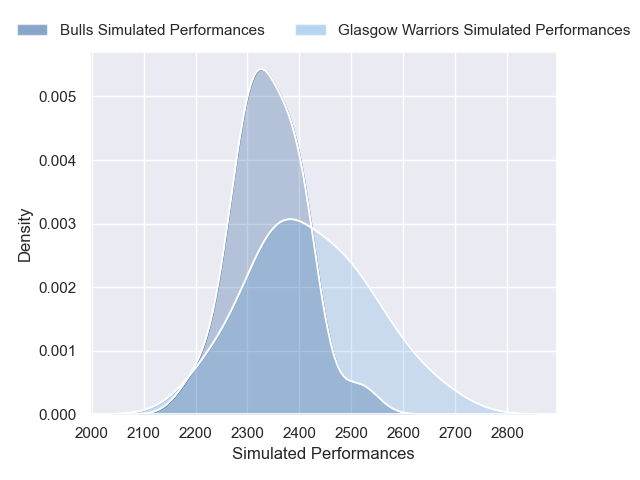 Bulls Simulated Performances Glasgow Warriors Simulated Performances
0.005
0.004
0.003
0.002
0.001
0.000
Density
2000 2100 2200 2300 2400 2500 2600 2700 2800
Simulated Performances